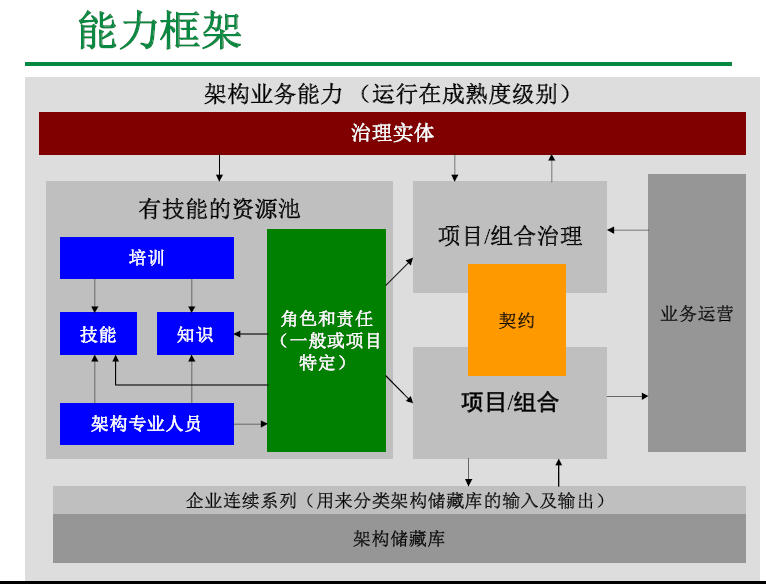 能力框架
架构业务能力（运行在成熟度级别）
治理实体
有技能的资源池
培训
技能
知识
架构专业人员
角色和责任
（一般或项目
特定）
项目/组合治理
契约
项目/组合
业务运营
企业连续系列（用来分类架构储藏库的输入及输出）
架构储藏库